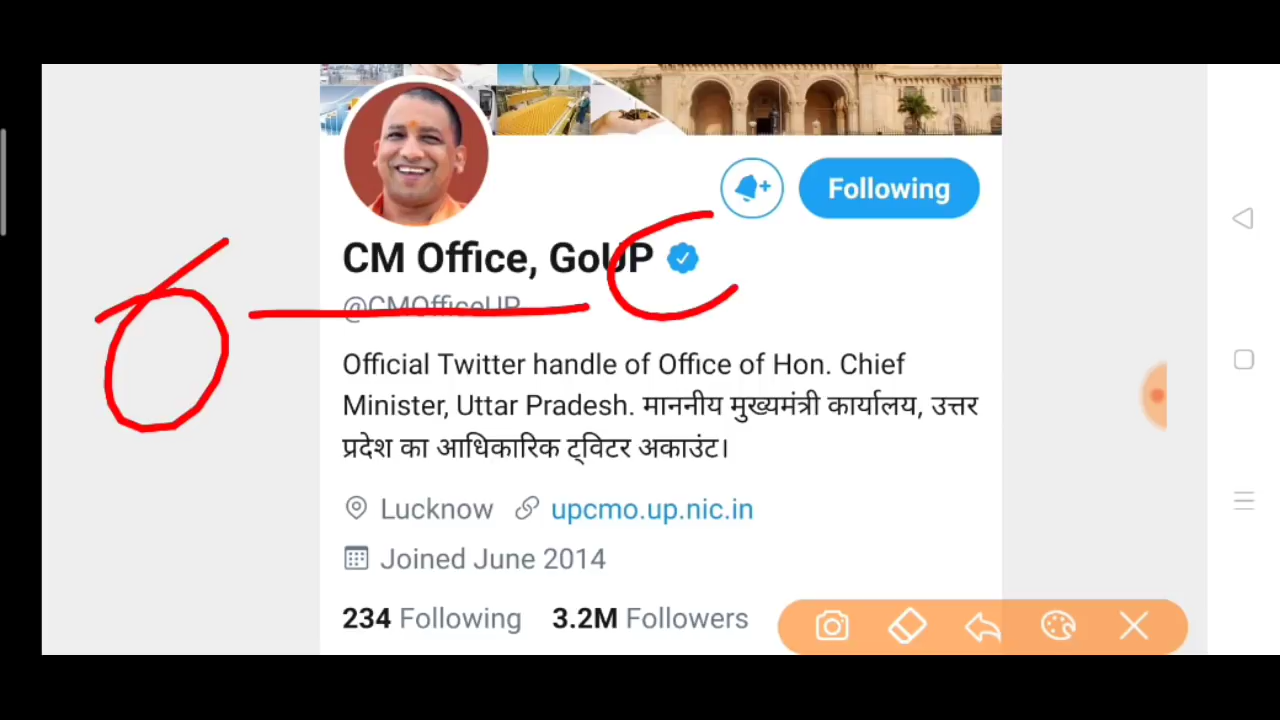 Following
CM Office, GoUP
@CMOfficeUP
Official Twitter handle of Office of Hon. Chief
Minister, Uttar Pradesh. माननीय मुख्यमंत्री कार्यालय, उत्तर
प्रदेश का आधिकारिक ट्विटर अकाउंट।
Lucknow upcmo.up.nic.in
Joined June 2014
234 Following 3.2M Followers